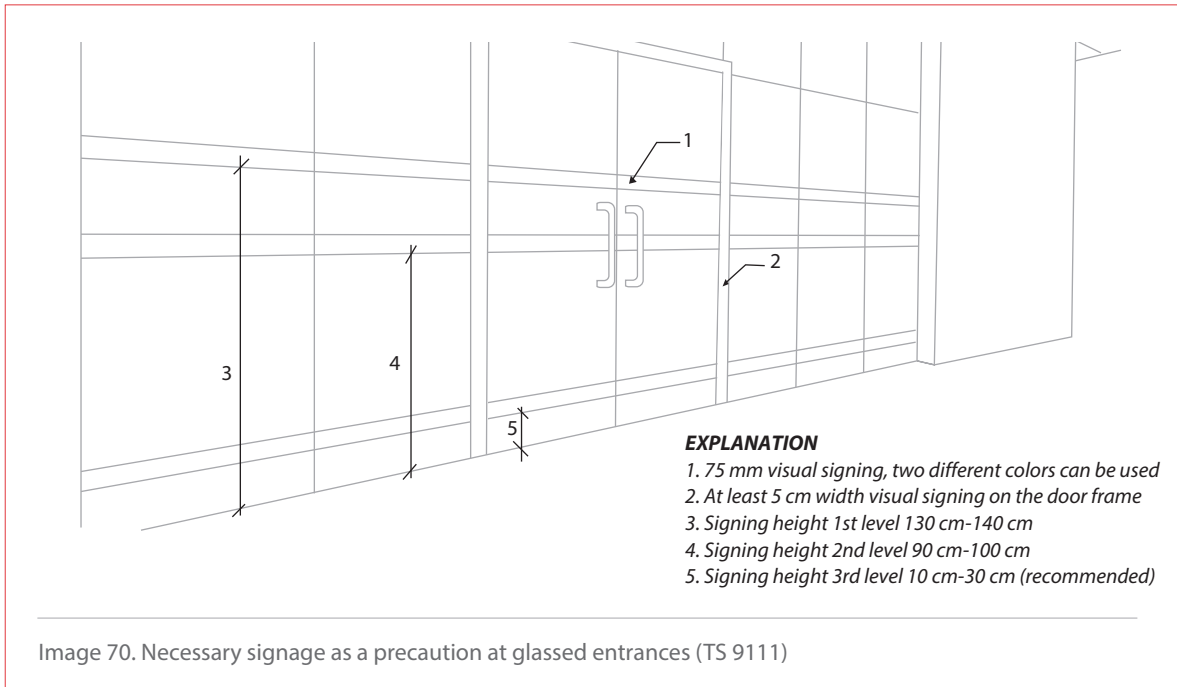 1
2
3
4
5
EXPLANATION
1. 75 mm visual signing, two different colors can be used
2. At least 5 cm width visual signing on the door frame
3. Signing height 1st level 130 cm-140 cm
4. Signing height 2nd level 90 cm-100 cm
5. Signing height 3rd level 10 cm-30 cm (recommended)
Image 70. Necessary signage as a precaution at glassed entrances (TS 9111)